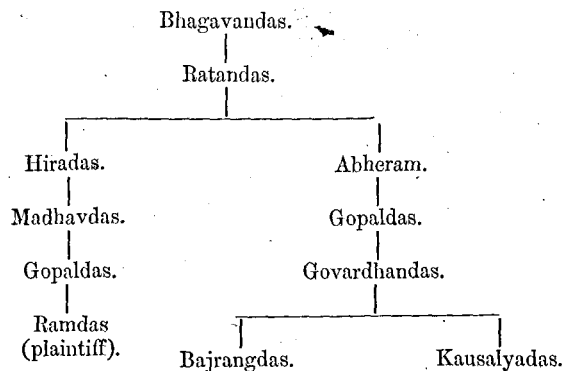 Bhagavandas.
Ratandas.
Hiradas. Abheram.
Madhavdas. Gopaldas.
Gopaldas. Govardhandas.
Ramdas
(plaintiff). Bajrangdas. Kausalyadas.